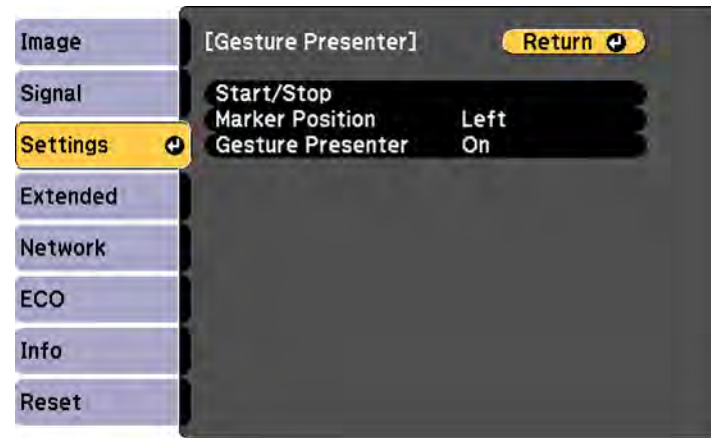 Image
Signal
Settings
Extended
Network
ECO
Info
Reset
[Gesture Presenter] Return
Start/Stop
Marker Position Left
Gesture Presenter On